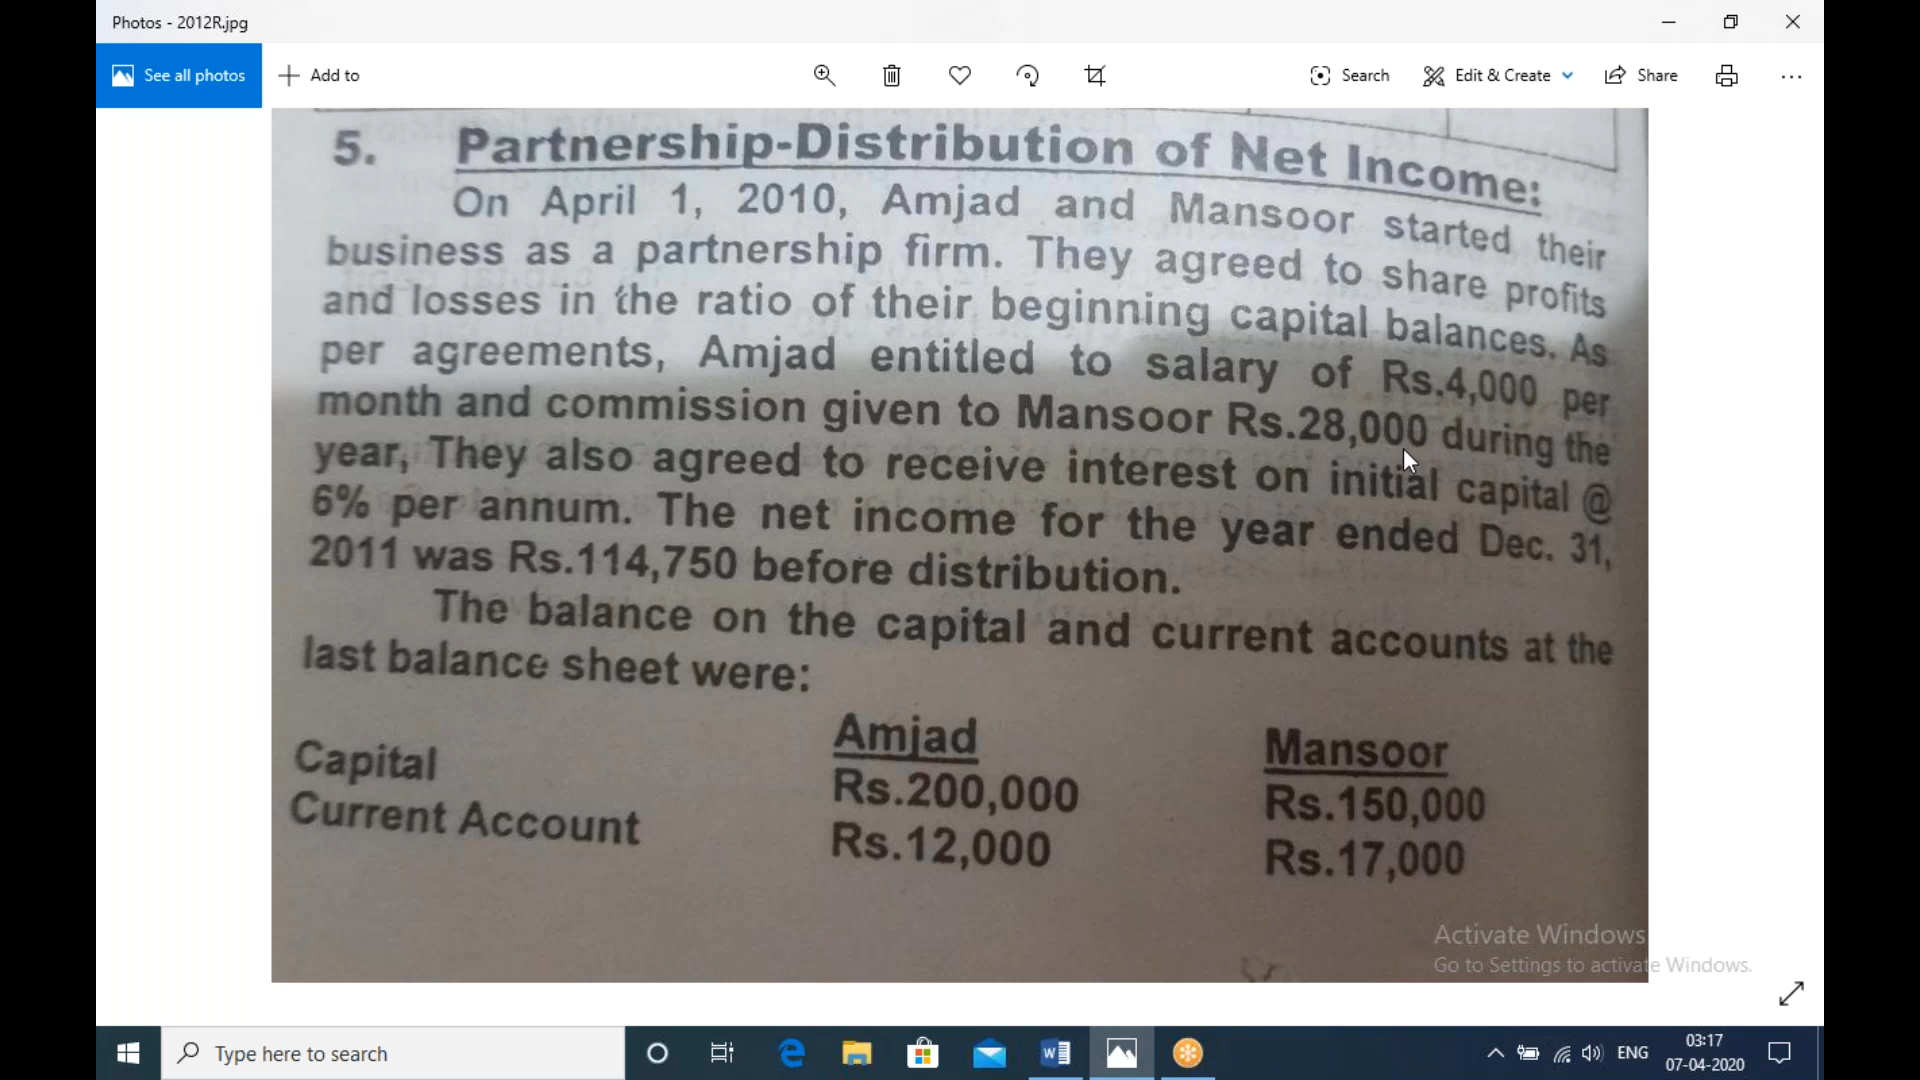 Photos - 2012R.jpg
See all photos
Add to
Search
Edit & Create
Share
5. Partnership-Distribution of Net Income:
On April 1, 2010, Amjad and Mansoor started their
business as a partnership firm. They agreed to share profits
and losses in the ratio of their beginning capital balances. As
per agreements, Amjad entitled to salary of Rs.4,000 per
month and commission given to Mansoor Rs.28,000 during the
year, They also agreed to receive interest on initial capital @
6% per annum. The net income for the year ended Dec. 31,
2011 was Rs.114,750 before distribution.
The balance on the capital and current accounts at the
last balance sheet were:
Amjad Mansoor
Capital Rs.200,000 Rs.150,000
Current Account Rs.12,000 Rs.17,000
Activate Windows
Go to Settings to activate Windows.
Type here to search
ENG
03:17
07-04-2020